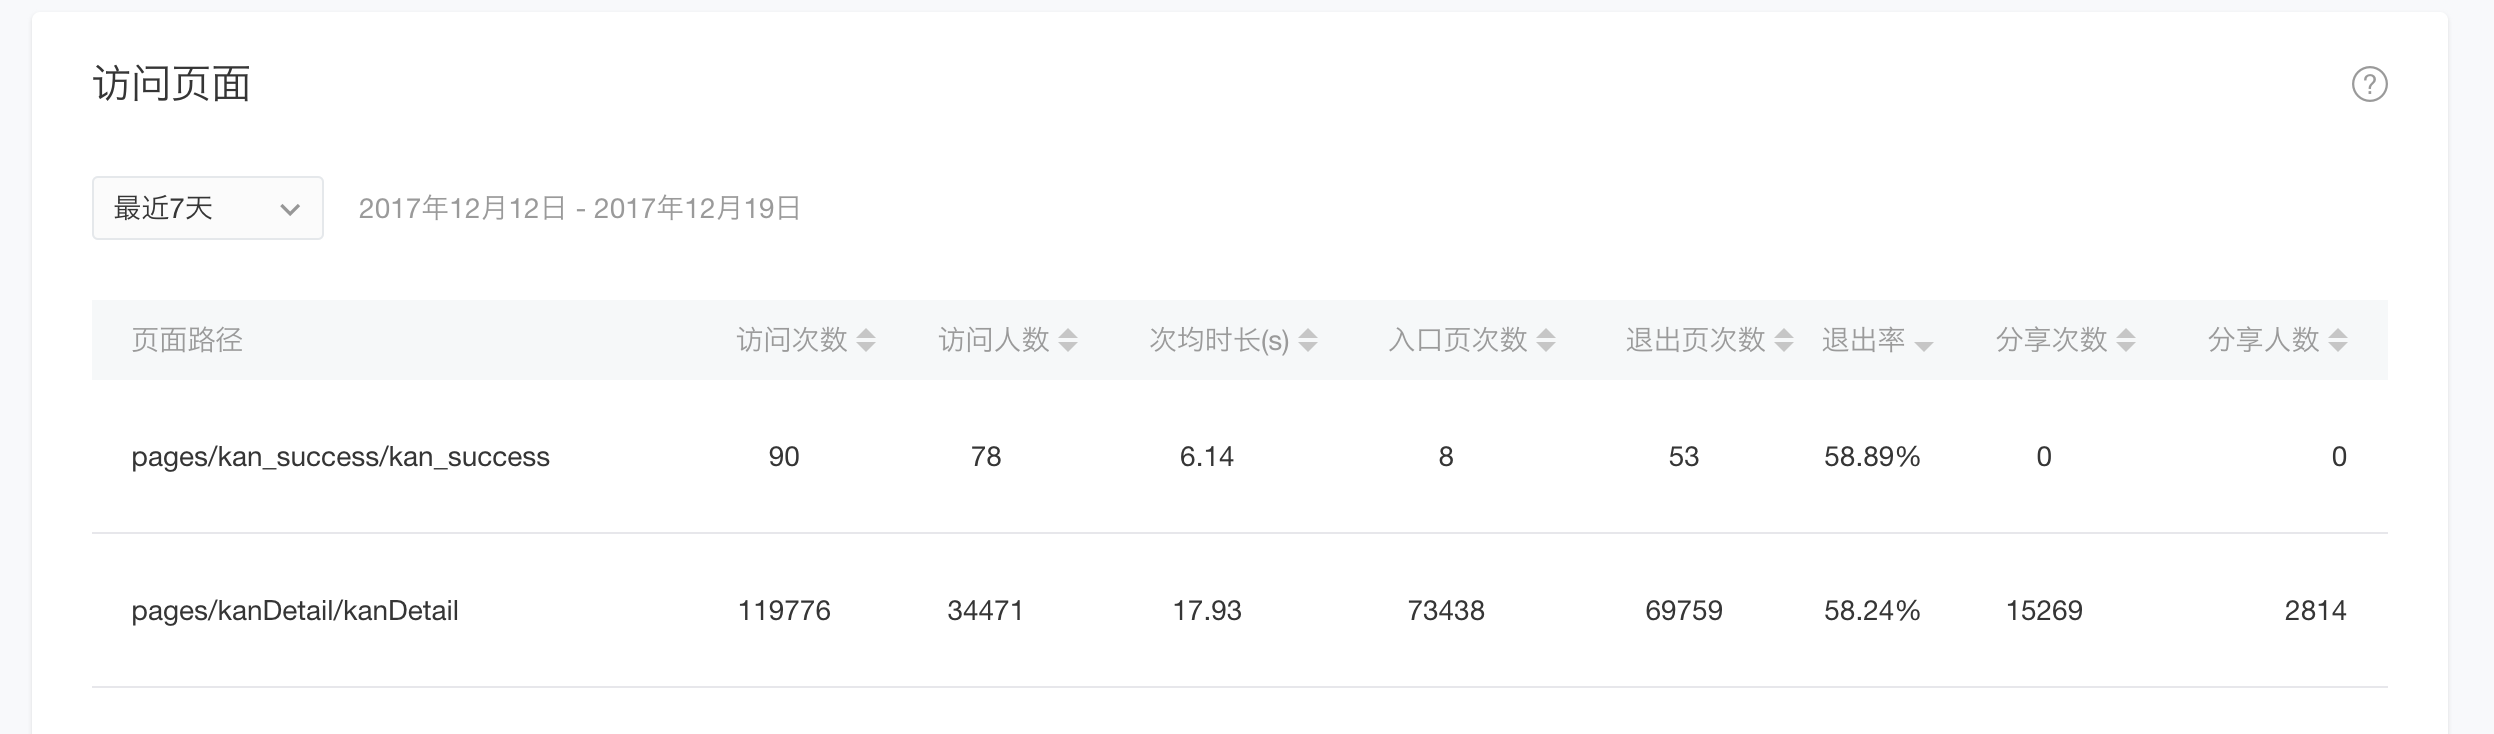 访问页面
?
最近7天 2017年12月12日 - 2017年12月19日
页面路径 访问次数 访问人数 次均时长(s) 入口页次数 退出页次数 退出率 分享次数 分享人数
pages/kan_success/kan_success 90 78 6.14 8 53 58.89% 0 0
pages/kanDetail/kanDetail 119776 34471 17.93 73438 69759 58.24% 15269 2814